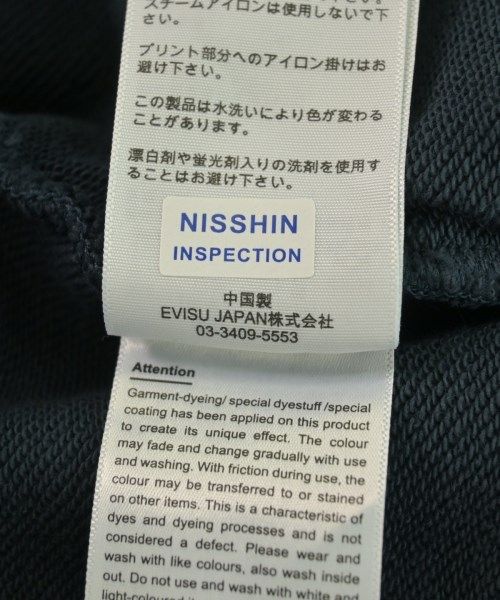 スチームアイロンは使用しないで下
さい。
プリント部分へのアイロン掛けはお
避け下さい。
この製品は水洗いにより色が変わる
ことがあります。
漂白剤や蛍光剤入りの洗剤を使用す
ることはお避け下さい。
NISSHIN
INSPECTION
中国製
EVISU JAPAN株式会社
03-3409-5553
Attention
Garment-dyeing/ special dyestuff /special
coating has been applied on this product
to create its unique effect. The colour
may fade and change gradually with use
and washing. With friction during use, the
colour may be transferred to or stained
on other items. This is a characteristic of
dyes and dyeing processes and is not
considered a defect. Please wear and
wash with like colours, also wash inside
out. Do not use and wash with white and
light-coloured